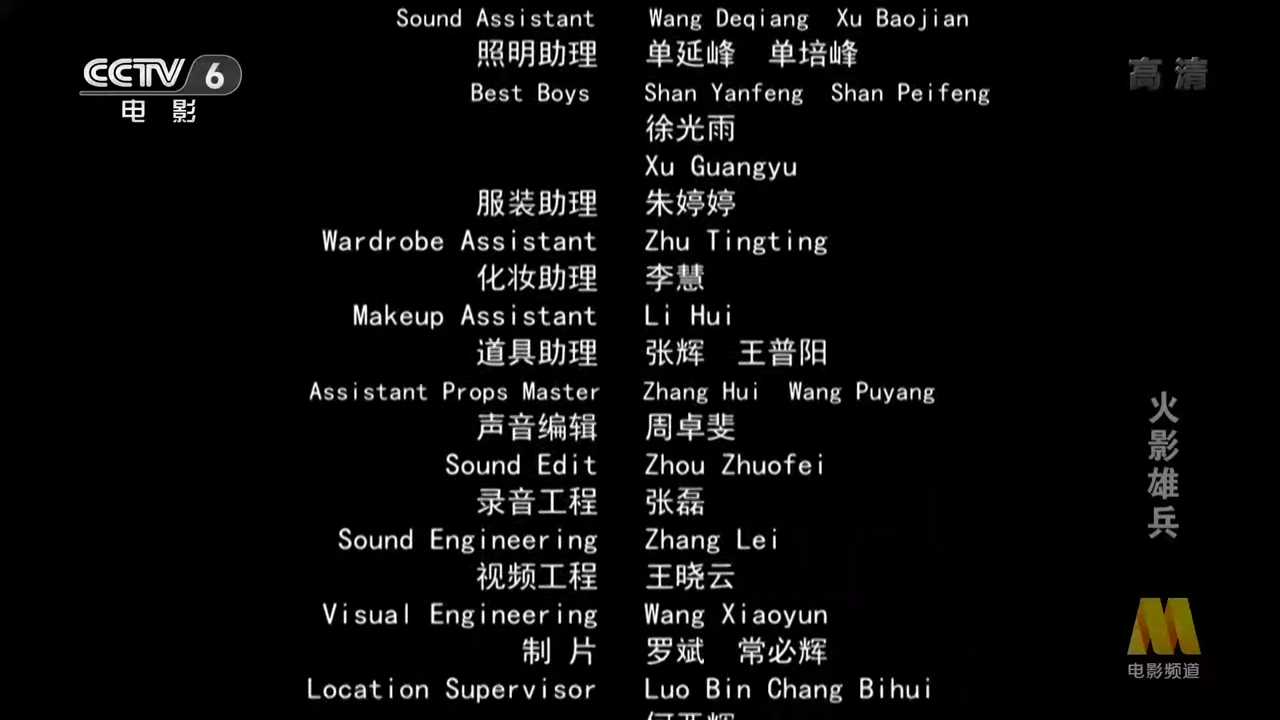 Sound Assistant Wang Deqiang Xu Baojian
照明助理 单延峰 单培峰
Best Boys Shan Yanfeng Shan Peifeng
徐光雨
Xu Guangyu
服装助理 朱婷婷
Wardrobe Assistant Zhu Tingting
化妆助理 李慧
Makeup Assistant Li Hui
道具助理 张辉 王普阳
Assistant Props Master Zhang Hui Wang Puyang
声音编辑 周卓斐
Sound Edit Zhou Zhuofei
录音工程 张磊
Sound Engineering Zhang Lei
视频工程 王晓云
Visual Engineering Wang Xiaoyun
制 片 罗斌 常必辉
Location Supervisor Luo Bin Chang Bihui
CCTV 6
电影
高清
火影雄兵
电影频道